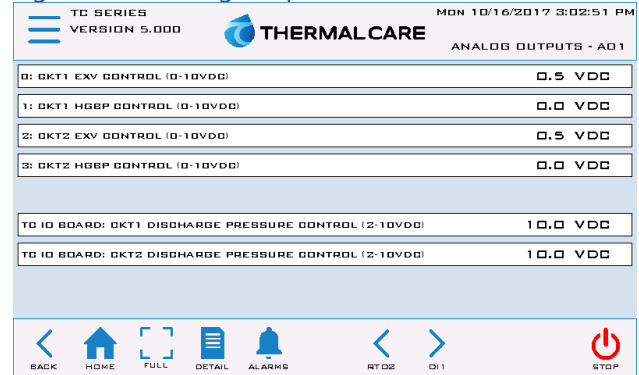 TC SERIES
VERSION 5.000
THERMALCARE
MON 10/16/2017 3:02:51 PM
ANALOG OUTPUTS - AO1
0: CKT1 EXV CONTROL (0-10VDC) 0.5 VDC
1: CKT1 HGBP CONTROL (0-10VDC) 0.0 VDC
2: CKT2 EXV CONTROL (0-10VDC) 0.5 VDC
3: CKT2 HGBP CONTROL (0-10VDC) 0.0 VDC
TC IO BOARD: CKT1 DISCHARGE PRESSURE CONTROL (2-10VDC) 10.0 VDC
TC IO BOARD: CKT2 DISCHARGE PRESSURE CONTROL (2-10VDC) 10.0 VDC
BACK HOME FULL DETAIL ALARMS RTD2 DI1 STOP